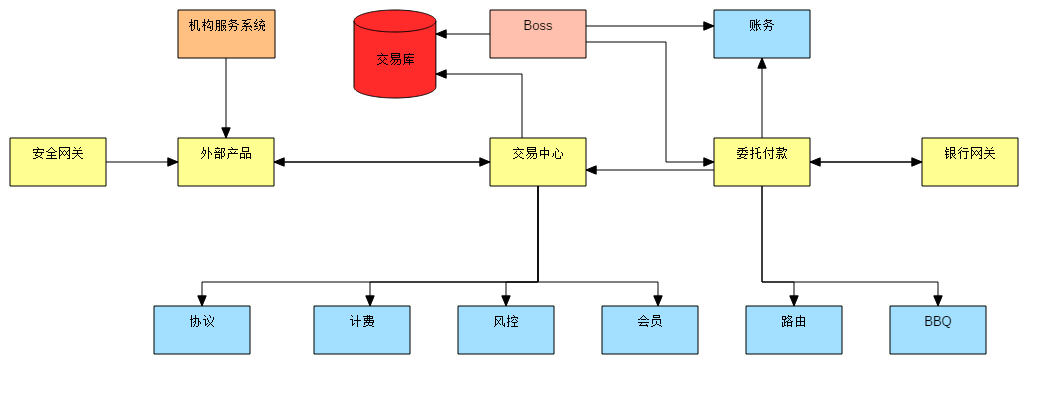 机构服务系统
Boss
账务
交易库
安全网关
外部产品
交易中心
委托付款
银行网关
协议
计费
风控
会员
路由
BBQ